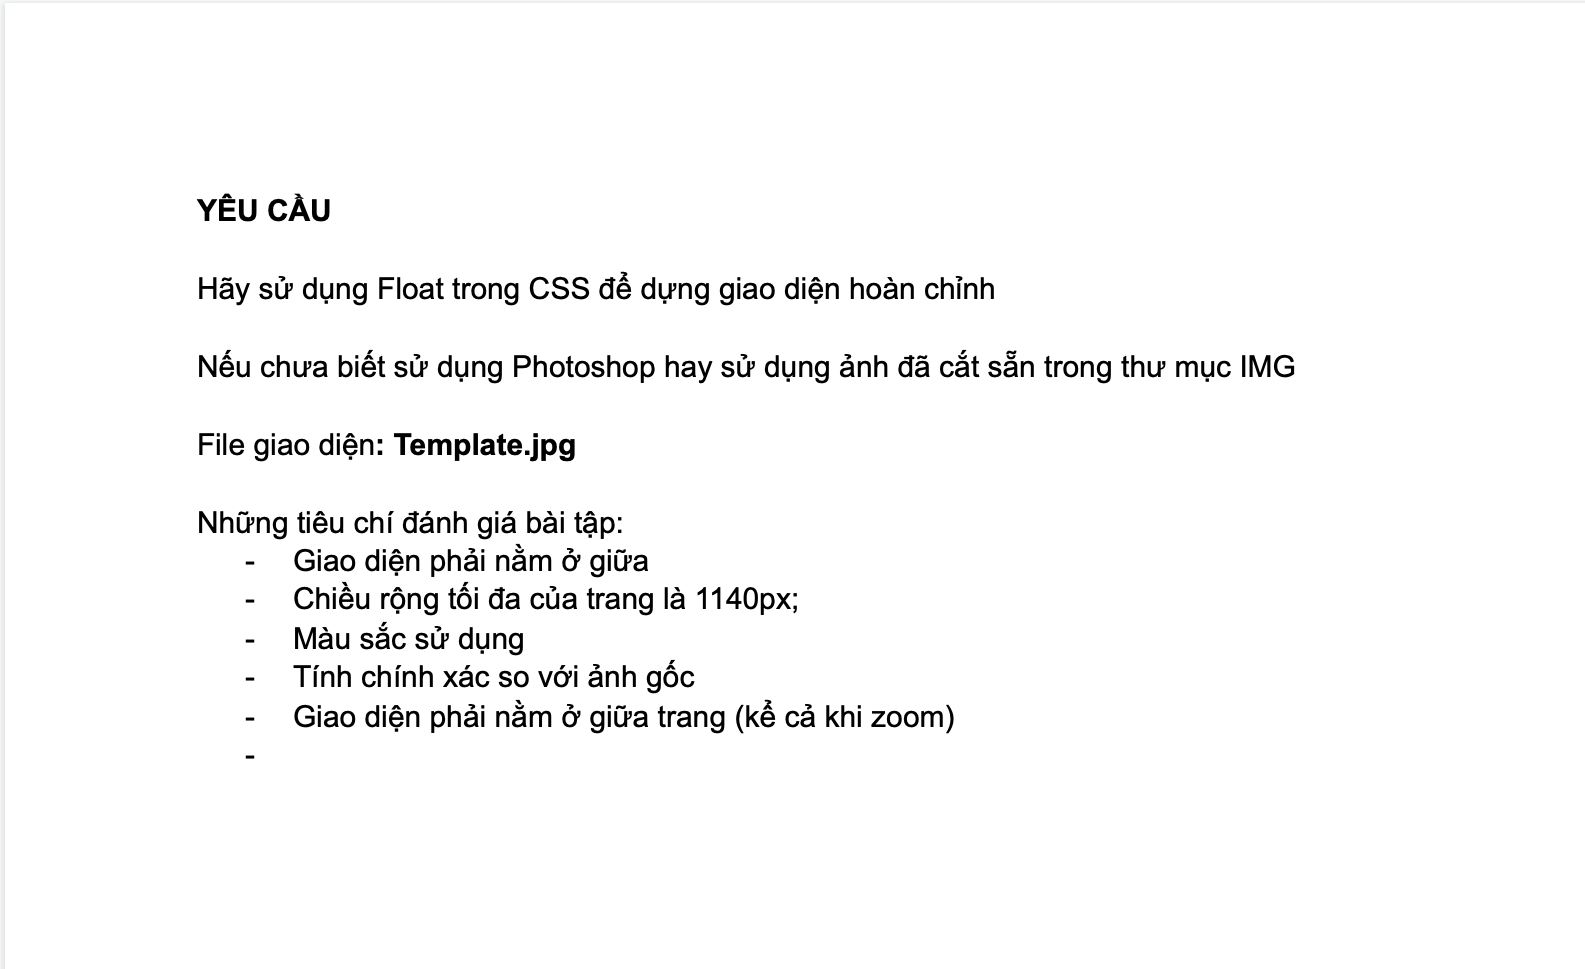 YÊU CẦU
Hãy sử dụng Float trong CSS để dựng giao diện hoàn chỉnh
Nếu chưa biết sử dụng Photoshop hay sử dụng ảnh đã cắt sẵn trong thư mục IMG
File giao diện: Template.jpg
Những tiêu chí đánh giá bài tập:
- Giao diện phải nằm ở giữa
- Chiều rộng tối đa của trang là 1140px;
- Màu sắc sử dụng
- Tính chính xác so với ảnh gốc
- Giao diện phải nằm ở giữa trang (kể cả khi zoom)
-